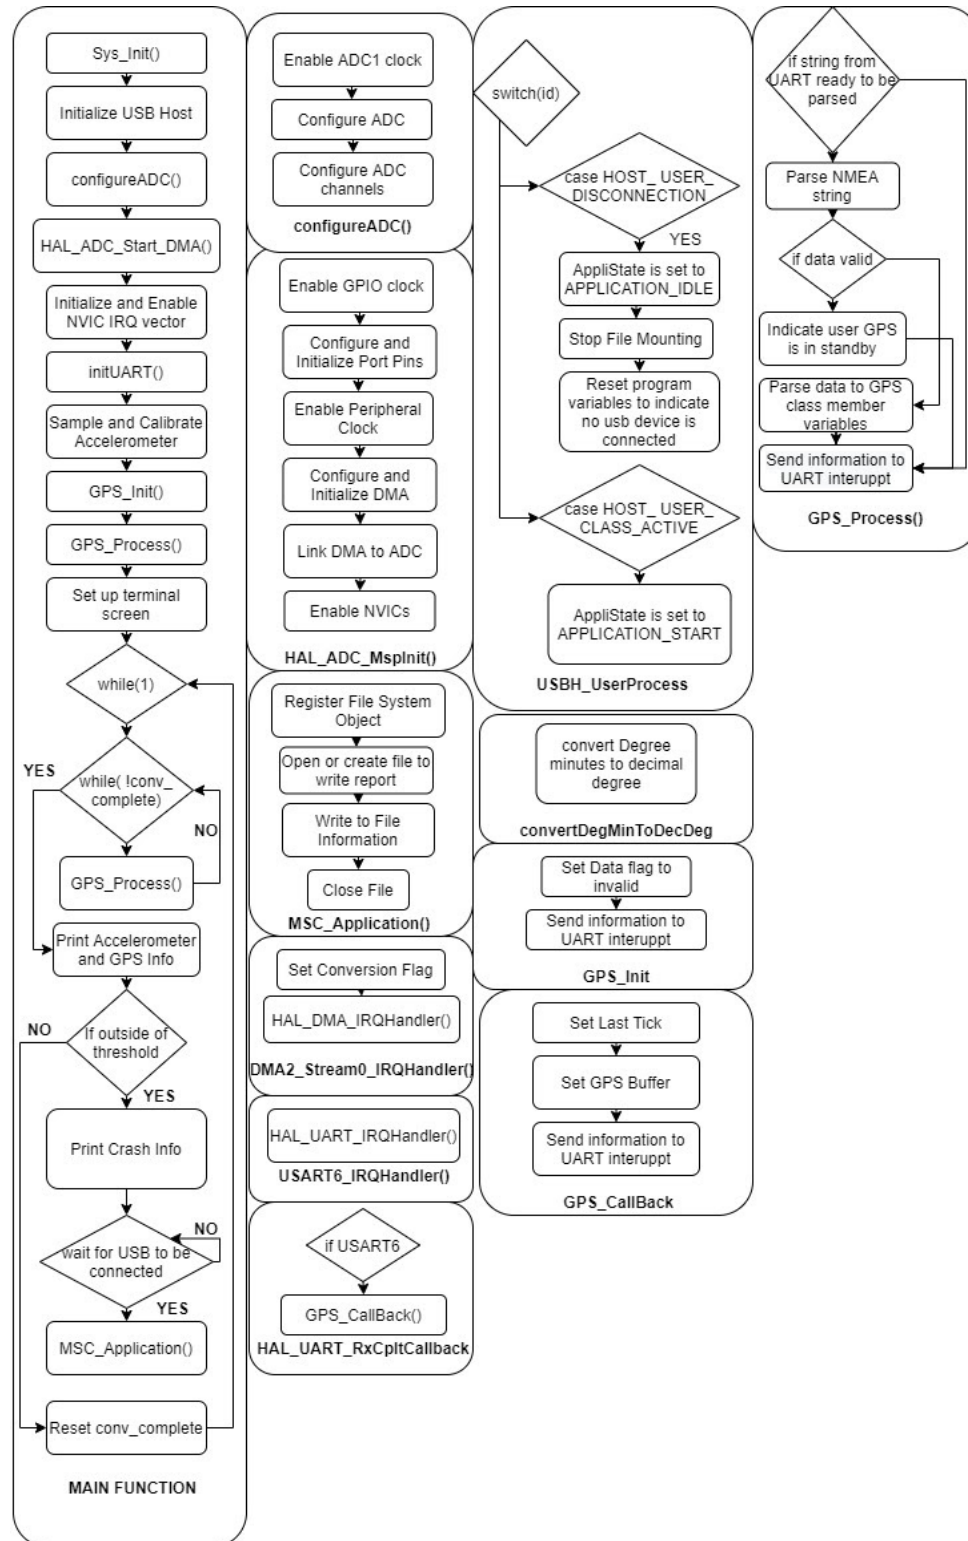 Sys_Init()
Initialize USB Host
configureADC()
HAL_ADC_Start_DMA()
Initialize and Enable
NVIC IRQ vector
initUART()
Sample and Calibrate
Accelerometer
GPS_Init()
GPS_Process()
Set up terminal
screen
while(1)
YES
while( !conv_
complete)
NO
GPS_Process()
Print Accelerometer
and GPS Info
NO
If outside of
threshold
YES
Print Crash Info
NO
wait for USB to be
connected
YES
MSC_Application()
Reset conv_complete
MAIN FUNCTION
Enable ADC1 clock
Configure ADC
Configure ADC
channels
configureADC()
Enable GPIO clock
Configure and
Initialize Port Pins
Enable Peripheral
Clock
Configure and
Initialize DMA
Link DMA to ADC
Enable NVICs
HAL_ADC_MspInit()
Register File System
Object
Open or create file to
write report
Write to File
Information
Close File
MSC_Application()
Set Conversion Flag
HAL_DMA_IRQHandler()
DMA2_Stream0_IRQHandler()
HAL_UART_IRQHandler()
USART6_IRQHandler()
if USART6
GPS_CallBack()
HAL_UART_RxCpltCallback
switch(id)
case HOST_ USER_
DISCONNECTION
YES
AppliState is set to
APPLICATION_IDLE
Stop File Mounting
Reset program
variables to indicate
no usb device is
connected
case HOST_ USER_
CLASS_ACTIVE
AppliState is set to
APPLICATION_START
USBH_UserProcess
convert Degree
minutes to decimal
degree
convertDegMinToDecDeg
Set Data flag to
invalid
Send information to
UART interuppt
GPS_Init
Set Last Tick
Set GPS Buffer
Send information to
UART interuppt
GPS_CallBack
if string from
UART ready to be
parsed
Parse NMEA
string
if data valid
Indicate user GPS
is in standby
Parse data to GPS
class member
variables
Send information to
UART interuppt
GPS_Process()